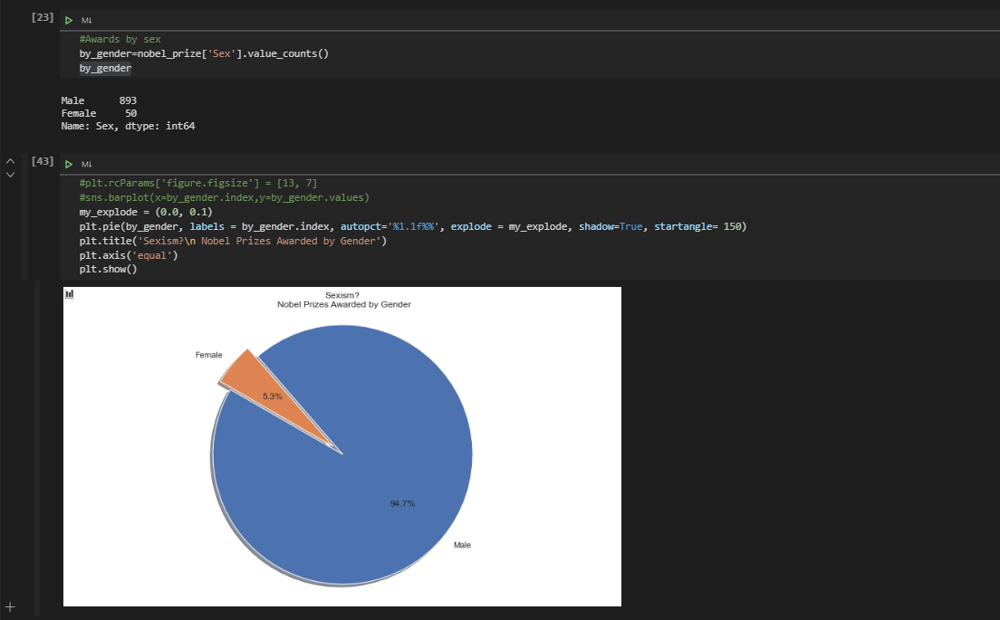 [23]
M↓
#Awards by sex
by_gender=nobel_prize['Sex'].value_counts()
by_gender
Male 893
Female 50
Name: Sex, dtype: int64
[43]
M↓
#plt.rcParams['figure.figsize'] = [13, 7]
#sns.barplot(x=by_gender.index,y=by_gender.values)
my_explode = (0.0, 0.1)
plt.pie(by_gender, labels = by_gender.index, autopct='%1.1f%%', explode = my_explode, shadow=True, startangle= 150)
plt.title('Sexism?\n Nobel Prizes Awarded by Gender')
plt.axis('equal')
plt.show()
Sexism?
Nobel Prizes Awarded by Gender
Female
5.3%
94.7%
Male